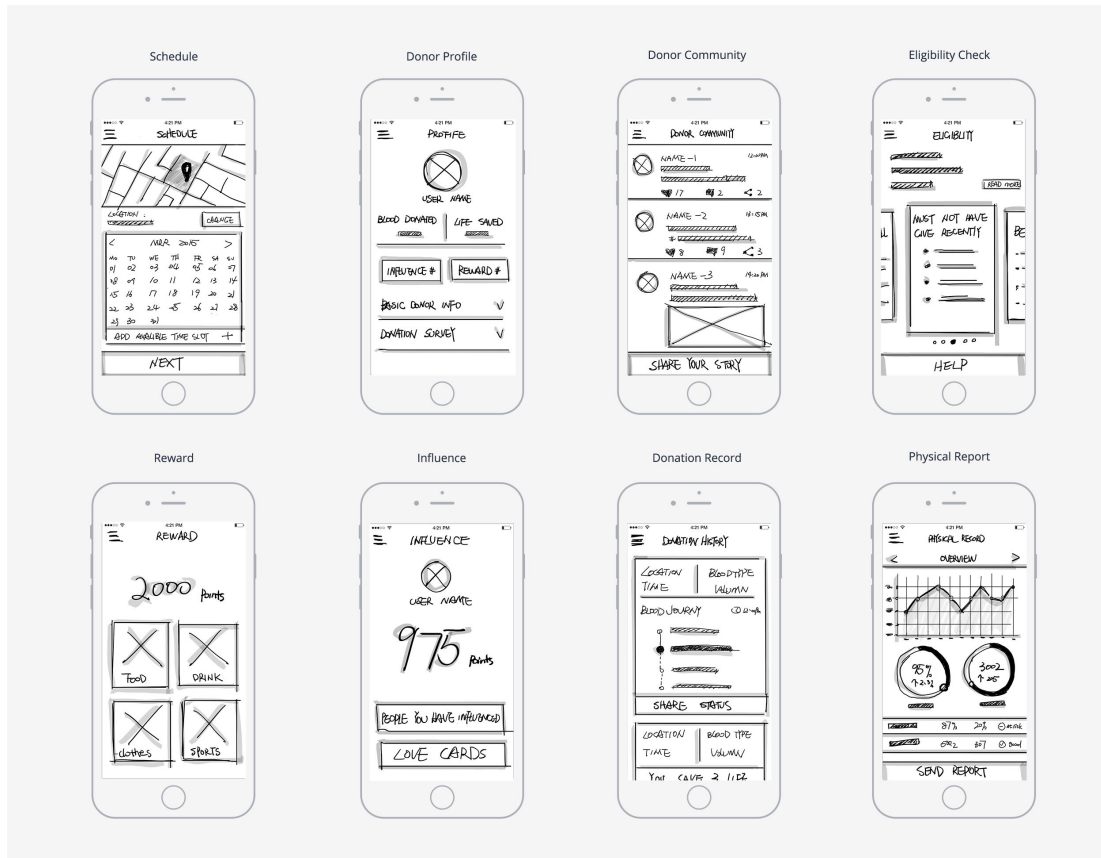 Schedule
4:21 PM
SCHEDULE
LOCATION :
CHANGE
< MAR 2015 >
MO TU WE TH FR SA SU
01 02 03 04 05 06 07
08 09 10 11 12 13 14
15 16 17 18 19 20 21
22 23 24 25 26 27 28
29 30 31
TIME SLOT +
NEXT
Donor Profile
4:21 PM
USER NAME
BLOOD DONATED
LIFE SAVED
INFLUENCE #
REWARD #
BASIC DONOR INFO
DONATION SURVEY
Donor Community
4:21 PM
DONOR COMMUNITY
NAME-1
17 2 2
NAME-2
8 9 3
NAME-3
SHARE YOUR STORY
Eligibility Check
4:21 PM
READ MORE
MUST NOT HAVE
GIVE RECENTLY
BE
HELP
Reward
4:21 PM
REWARD
2000 Points
FOOD
DRINK
clothes
SPORTS
Influence
4:21 PM
INFLUENCE
USER NAME
975 Points
PEOPLE YOU HAVE INFLUENCED
LOVE CARDS
Donation Record
4:21 PM
DONATION HISTORY
LOCATION
TIME
BLOOD TYPE
VALUMN
BLOOD JOURNY
SHARE STATUS
LOCATION
TIME
BLOOD TYPE
VALUMN
Physical Report
4:21 PM
PHYSICAL RECORD
< OVERVIEW >
95%
3002
87% 20%
SEND REPORT